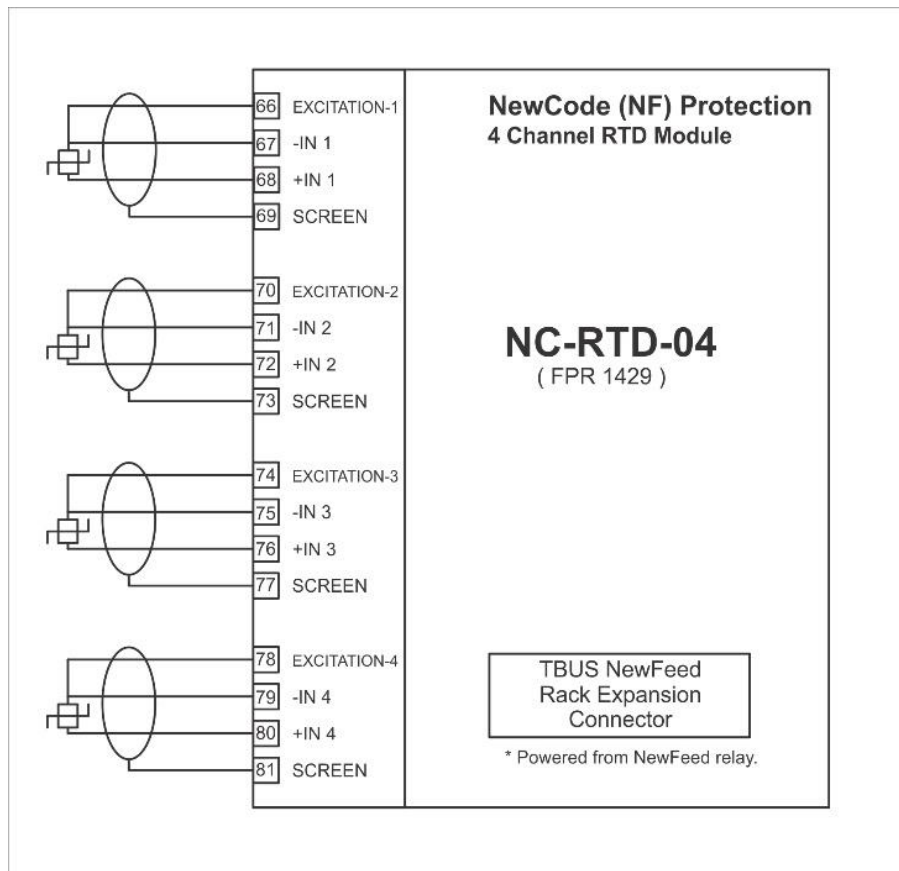 NewCode (NF) Protection
4 Channel RTD Module
66 EXCITATION-1
67 -IN 1
68 +IN 1
69 SCREEN
70 EXCITATION-2
71 -IN 2
72 +IN 2
73 SCREEN
NC-RTD-04
( FPR 1429 )
74 EXCITATION-3
75 -IN 3
76 +IN 3
77 SCREEN
78 EXCITATION-4
79 -IN 4
80 +IN 4
81 SCREEN
TBUS NewFeed
Rack Expansion
Connector
* Powered from NewFeed relay.